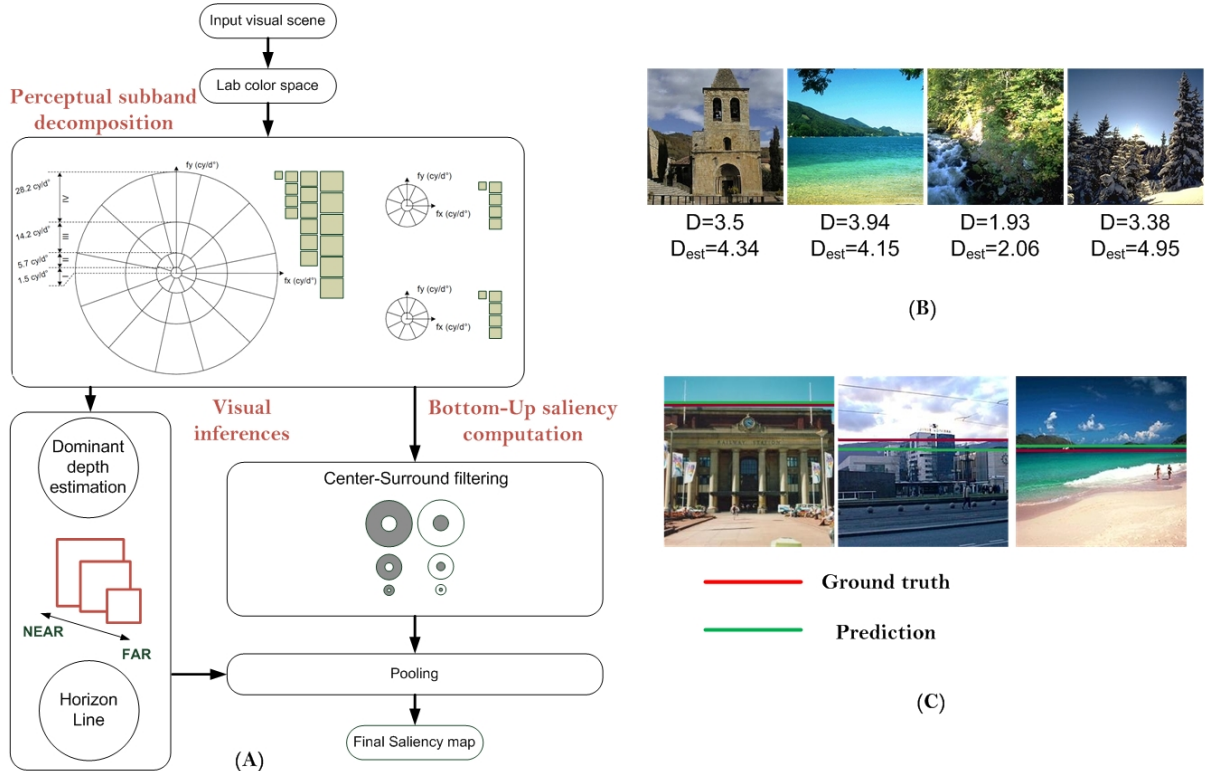 Input visual scene
Lab color space
Perceptual subband
decomposition
fy (cy/d°)
28.2 cy/d°
IV
14.2 cy/d°
III
5.7 cy/d°
II
1.5 cy/d°
I
fx (cy/d°)
fy (cy/d°)
fx (cy/d°)
fy (cy/d°)
fx (cy/d°)
Visual
inferences
Bottom-Up saliency
computation
Dominant
depth
estimation
NEAR
FAR
Horizon
Line
Center-Surround filtering
Pooling
Final Saliency map
(A)
D=3.5
Dest=4.34
D=3.94
Dest=4.15
D=1.93
Dest=2.06
D=3.38
Dest=4.95
(B)
RAILWAY STATION
Ground truth
Prediction
(C)